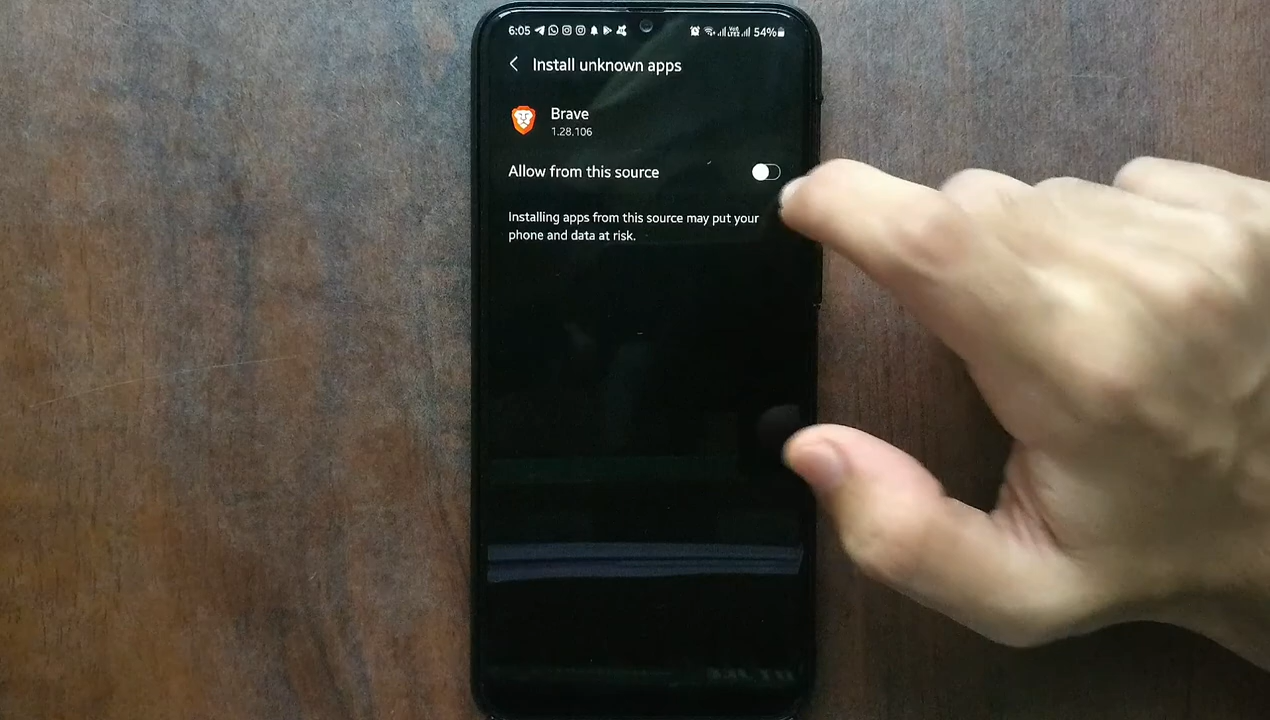 6:05 54%
Install unknown apps
Brave
1.28.106
Allow from this source
Installing apps from this source may put your
phone and data at risk.